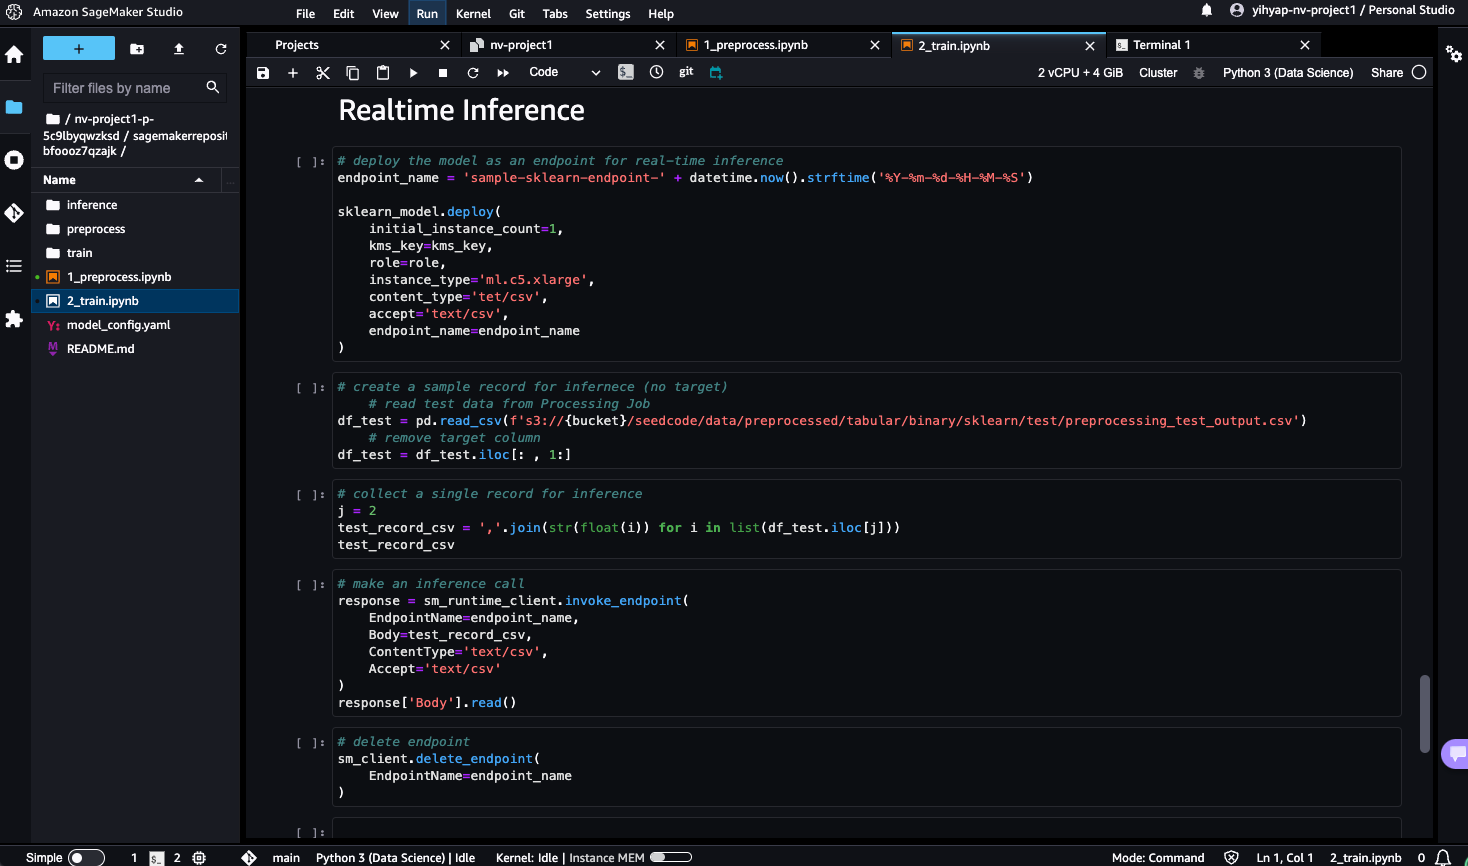 Amazon SageMaker Studio
File Edit View Run Kernel Git Tabs Settings Help
yihyap-nv-project1 / Personal Studio
+
Filter files by name
/ nv-project1-p-
5c9lbyqwzksd / sagemakerreposit
bfoooz7qzajk /
Name
inference
preprocess
train
1_preprocess.ipynb
2_train.ipynb
Y: model_config.yaml
M README.md
Projects
nv-project1
1_preprocess.ipynb
2_train.ipynb
$_ Terminal 1
Code
$_
git
2 vCPU + 4 GiB Cluster Python 3 (Data Science) Share
Realtime Inference
[ ]: # deploy the model as an endpoint for real-time inference
endpoint_name = 'sample-sklearn-endpoint-' + datetime.now().strftime('%Y-%m-%d-%H-%M-%S')
sklearn_model.deploy(
    initial_instance_count=1,
    kms_key=kms_key,
    role=role,
    instance_type='ml.c5.xlarge',
    content_type='tet/csv',
    accept='text/csv',
    endpoint_name=endpoint_name
)
[ ]: # create a sample record for infernece (no target)
    # read test data from Processing Job
df_test = pd.read_csv(f's3://{bucket}/seedcode/data/preprocessed/tabular/binary/sklearn/test/preprocessing_test_output.csv')
    # remove target column
df_test = df_test.iloc[: , 1:]
[ ]: # collect a single record for inference
j = 2
test_record_csv = ','.join(str(float(i)) for i in list(df_test.iloc[j]))
test_record_csv
[ ]: # make an inference call
response = sm_runtime_client.invoke_endpoint(
    EndpointName=endpoint_name,
    Body=test_record_csv,
    ContentType='text/csv',
    Accept='text/csv'
)
response['Body'].read()
[ ]: # delete endpoint
sm_client.delete_endpoint(
    EndpointName=endpoint_name
)
[ ]:
Simple 1 $_ 2 main Python 3 (Data Science) | Idle Kernel: Idle | Instance MEM Mode: Command Ln 1, Col 1 2_train.ipynb 0